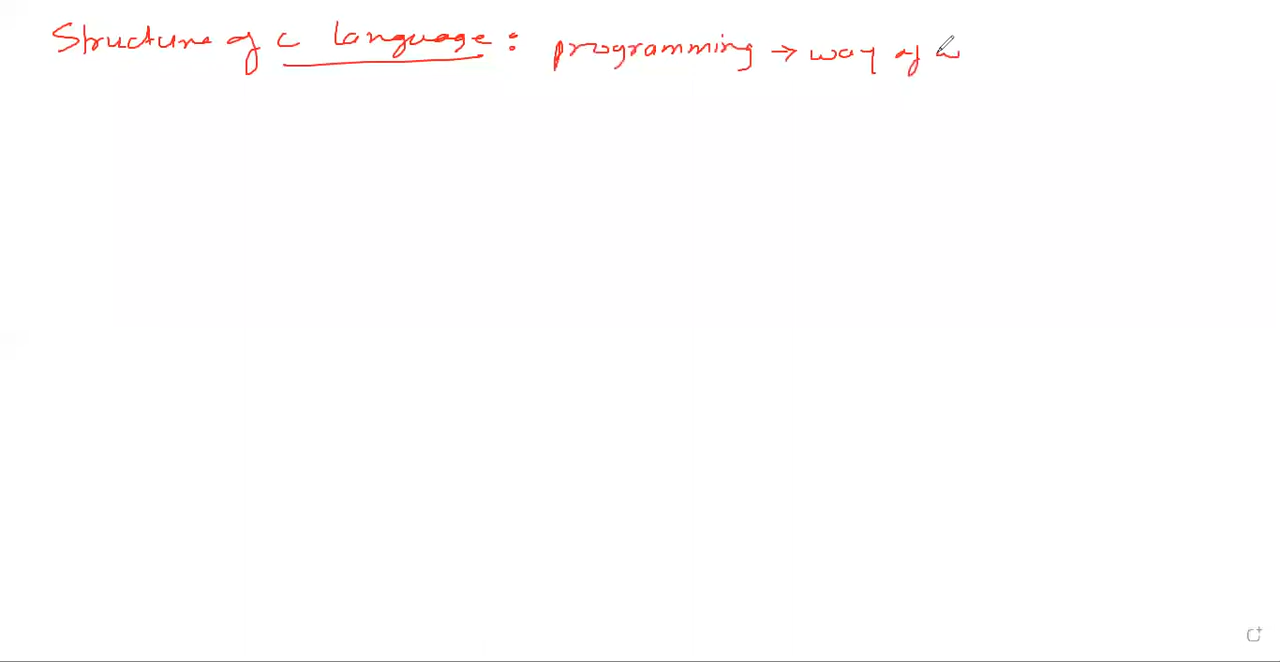 Structure of c language : programming → way of